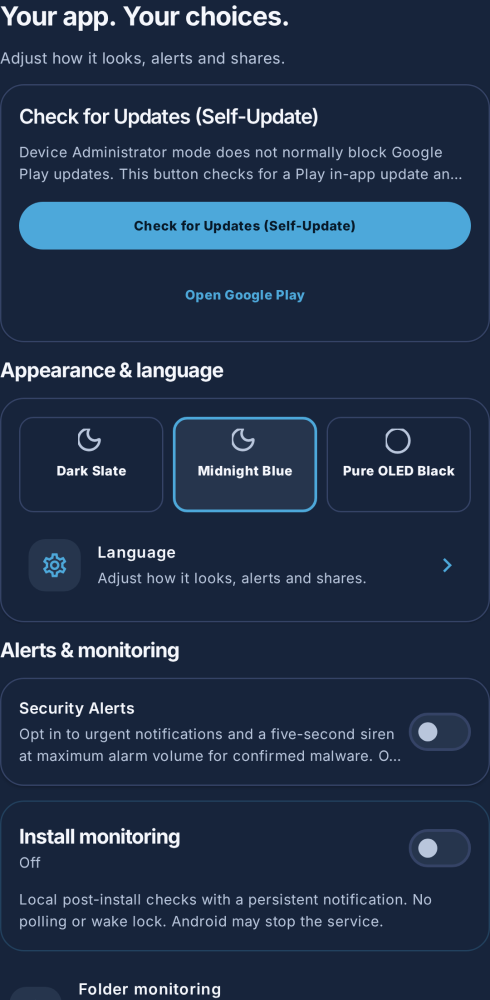 Your app. Your choices.
Adjust how it looks, alerts and shares.
Check for Updates (Self-Update)
Device Administrator mode does not normally block Google
Play updates. This button checks for a Play in-app update an...
Check for Updates (Self-Update)
Open Google Play
Appearance & language
Dark Slate
Midnight Blue
Pure OLED Black
Language
Adjust how it looks, alerts and shares.
Alerts & monitoring
Security Alerts
Opt in to urgent notifications and a five-second siren
at maximum alarm volume for confirmed malware. O...
Install monitoring
Off
Local post-install checks with a persistent notification. No
polling or wake lock. Android may stop the service.
Folder monitoring